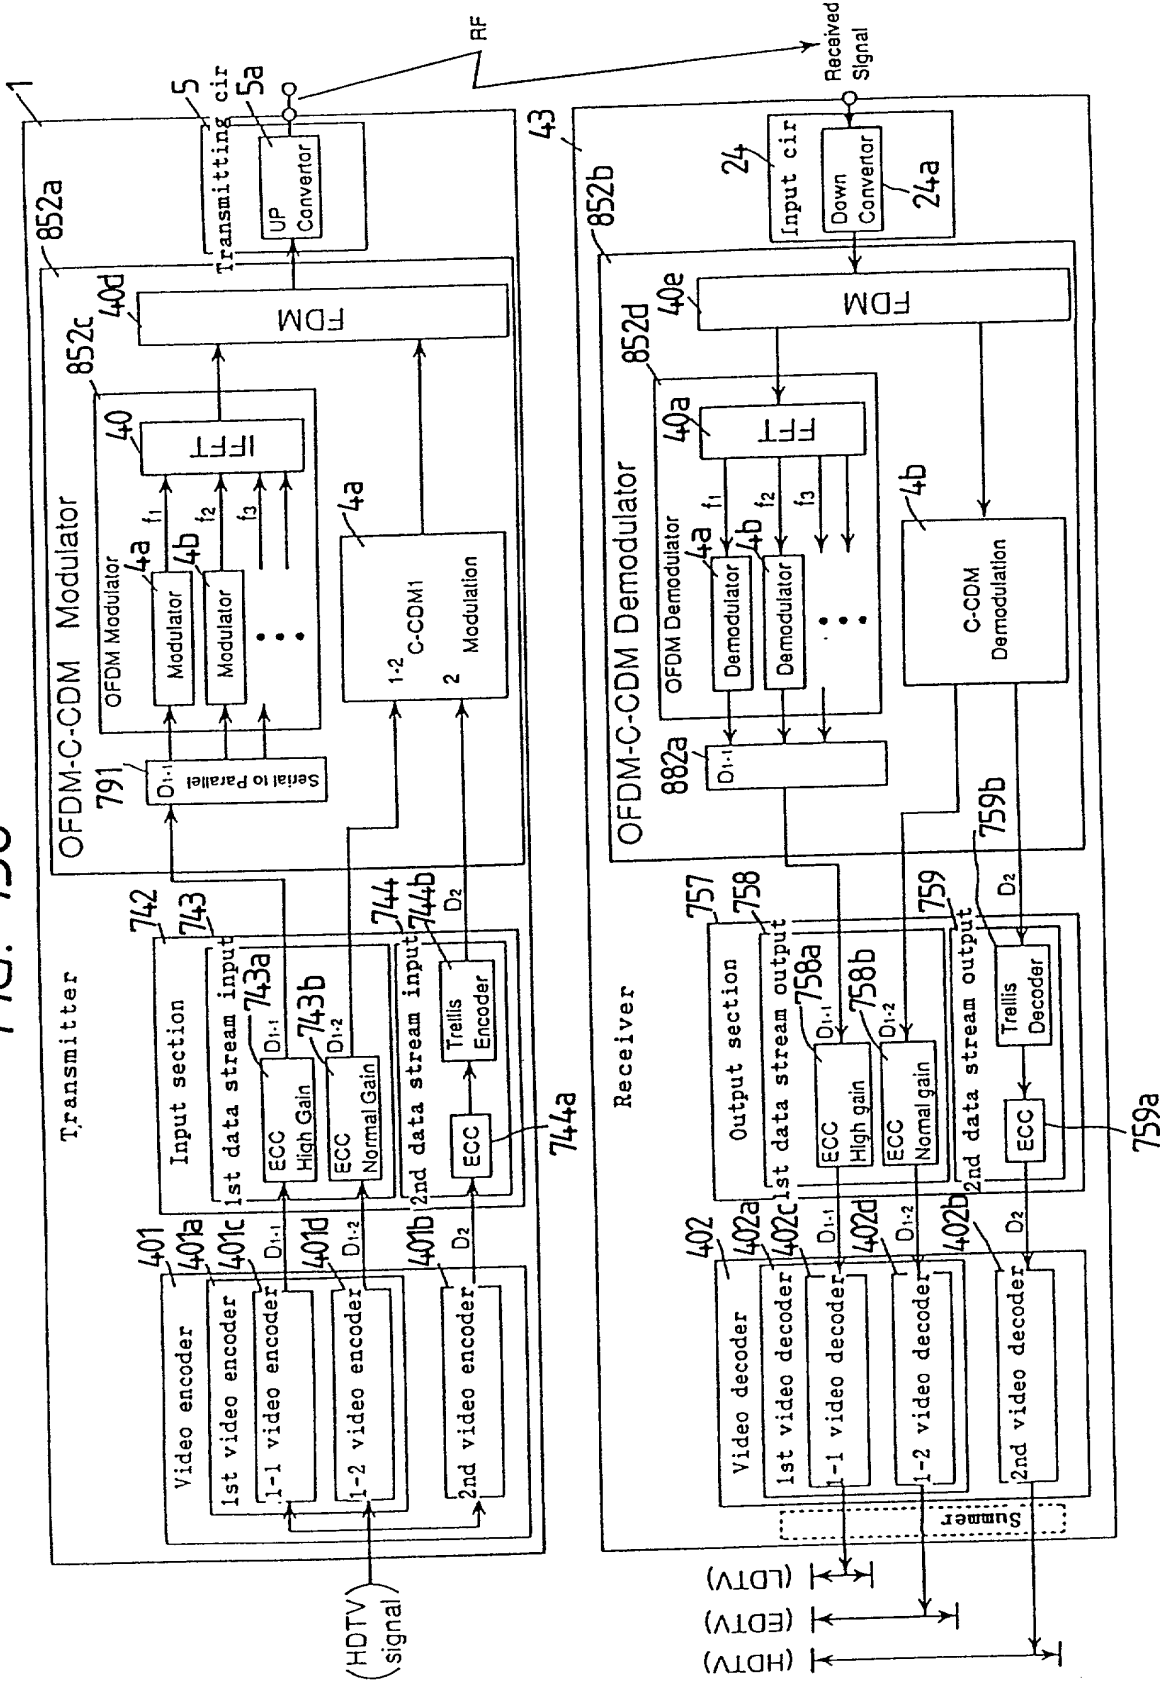 Transmitter
1
Video encoder
401
1st video encoder
401a
1-1 video encoder
401c
1-2 video encoder
401d
2nd video encoder
401b
(HDTV signal)
D1-1
D1-2
D2
Input section
742
1st data stream input
743
743a
ECC
High Gain
D1-1
743b
ECC
Normal Gain
D1-2
2nd data stream input
744
744b
ECC
744a
Trellis
Encoder
D2
OFDM-C-CDM Modulator
852a
791
D1-1
Serial to Parallel
OFDM Modulator
852c
Modulator
4a
f1
Modulator
4b
f2
f3
IFFT
40
1-2
C-CDM1
2
Modulation
4a
FDM
40d
Transmitting cir
5
UP
Convertor
5a
RF
Receiver
43
Received
Signal
Input cir
24
Down
Convertor
24a
OFDM-C-CDM Demodulator
852b
FDM
40e
OFDM Demodulator
852d
FFT
40a
f1
f2
f3
Demodulator
4a
Demodulator
4b
882a
D1-1
C-CDM
Demodulation
4b
Output section
757
1st data stream output
758
758a
ECC
High gain
D1-1
758b
ECC
Normal gain
D1-2
2nd data stream output
759
759b
Trellis
Decoder
D2
ECC
759a
D1-1
D1-2
D2
Video decoder
402
1st video decoder
402a
1-1 video decoder
402c
1-2 video decoder
402d
2nd video decoder
402b
Summer
(LDTV)
(EDTV)
(HDTV)